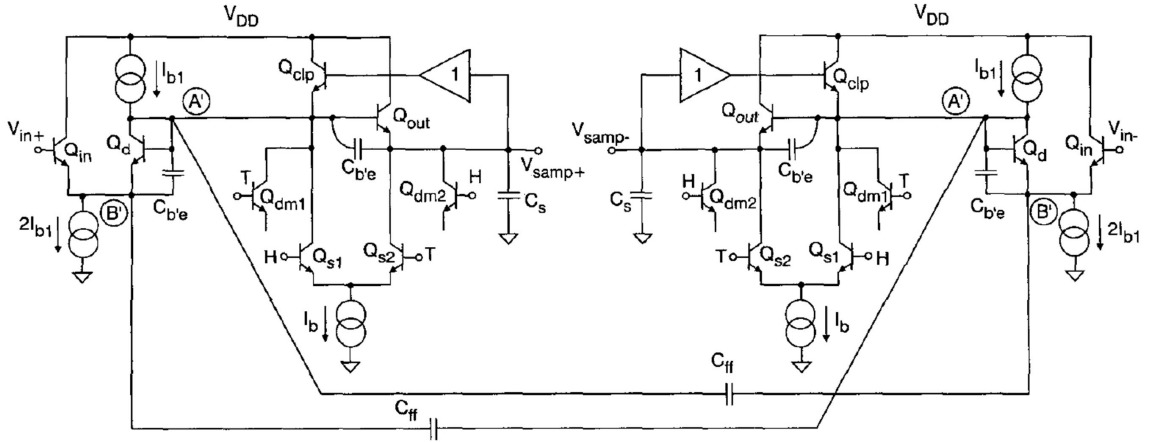 V_DD V_DD
I_b1 Q_clp 1 1 Q_clp I_b1
A' A'
V_in+ Q_in Q_d Q_out V_samp- Q_out Q_d Q_in V_in-
C_b'e V_samp+ C_b'e
T Q_dm1 Q_dm2 H C_s C_s H Q_dm2 Q_dm1 T
B' C_b'e C_b'e B'
2I_b1 H Q_s1 Q_s2 T T Q_s2 Q_s1 H 2I_b1
I_b I_b
C_ff
C_ff